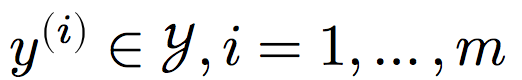 y^{(i)} ∈ 𝒴, i = 1, ... , m